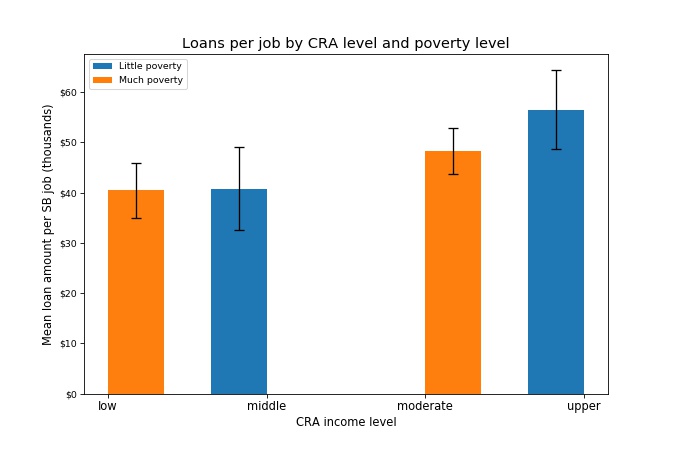 Loans per job by CRA level and poverty level
Little poverty
Much poverty
Mean loan amount per SB job (thousands)
$60
$50
$40
$30
$20
$10
$0
low middle moderate upper
CRA income level